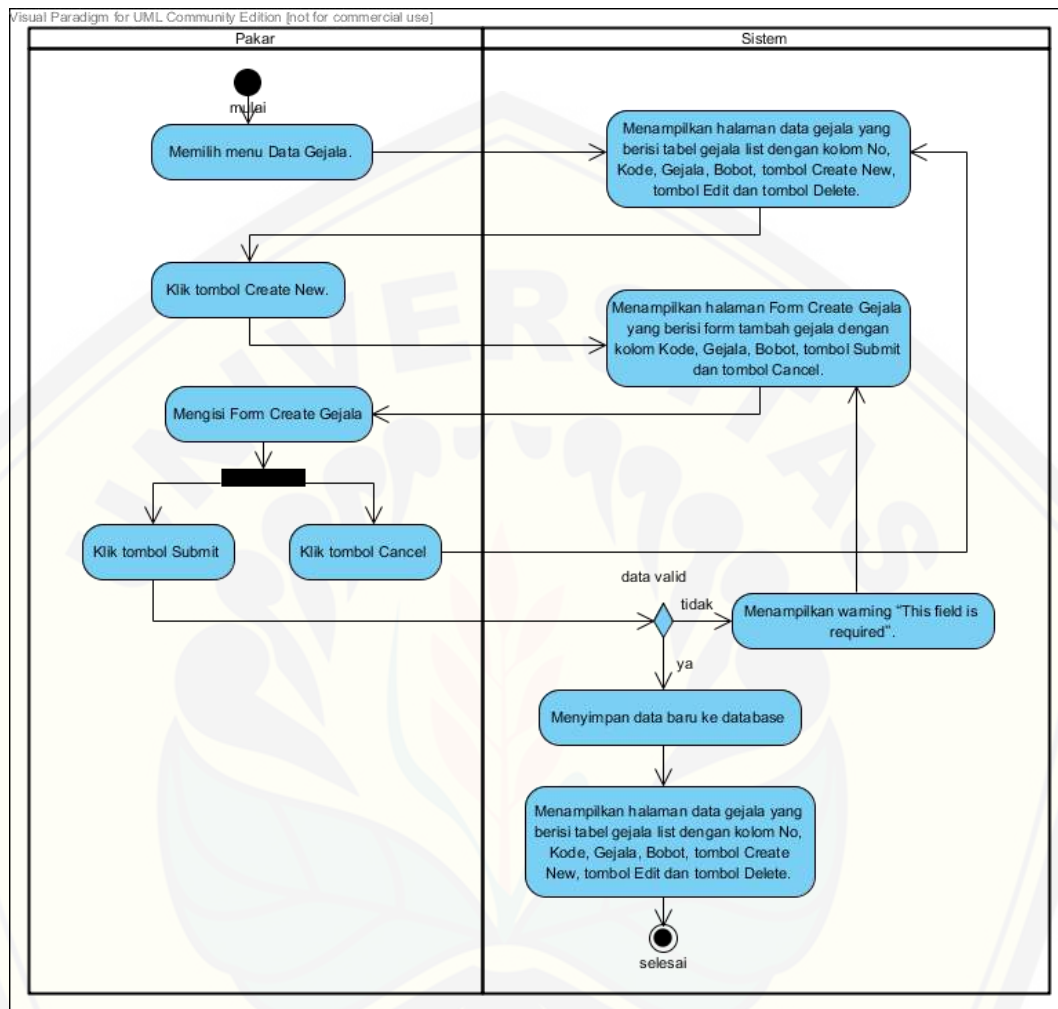 Visual Paradigm for UML Community Edition [not for commercial use]
Pakar
Sistem
mulai
Memilih menu Data Gejala.
Menampilkan halaman data gejala yang
berisi tabel gejala list dengan kolom No,
Kode, Gejala, Bobot, tombol Create New,
tombol Edit dan tombol Delete.
Klik tombol Create New.
Menampilkan halaman Form Create Gejala
yang berisi form tambah gejala dengan
kolom Kode, Gejala, Bobot, tombol Submit
dan tombol Cancel.
Mengisi Form Create Gejala
Klik tombol Submit
Klik tombol Cancel
data valid
tidak
Menampilkan warning "This field is
required".
ya
Menyimpan data baru ke database
Menampilkan halaman data gejala yang
berisi tabel gejala list dengan kolom No,
Kode, Gejala, Bobot, tombol Create
New, tombol Edit dan tombol Delete.
selesai
UNIVERSITAS